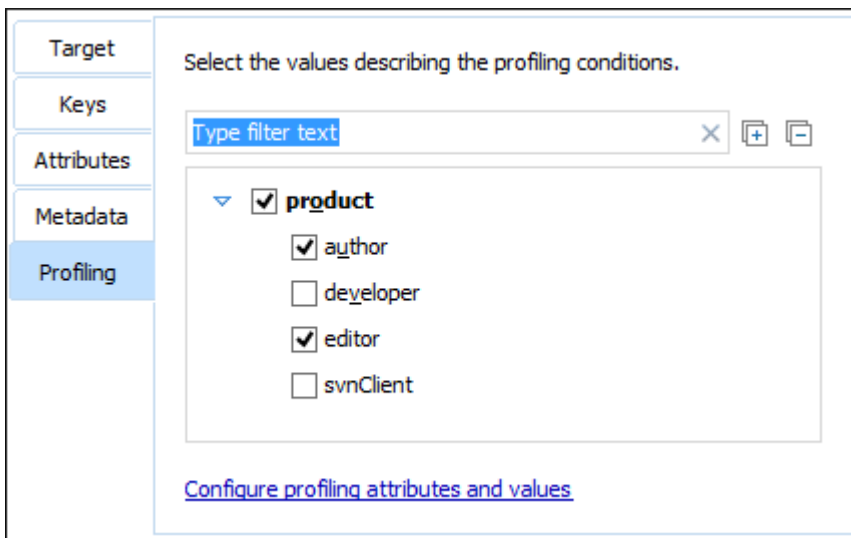 Target
Keys
Attributes
Metadata
Profiling
Select the values describing the profiling conditions.
Type filter text
product
author
developer
editor
svnClient
Configure profiling attributes and values